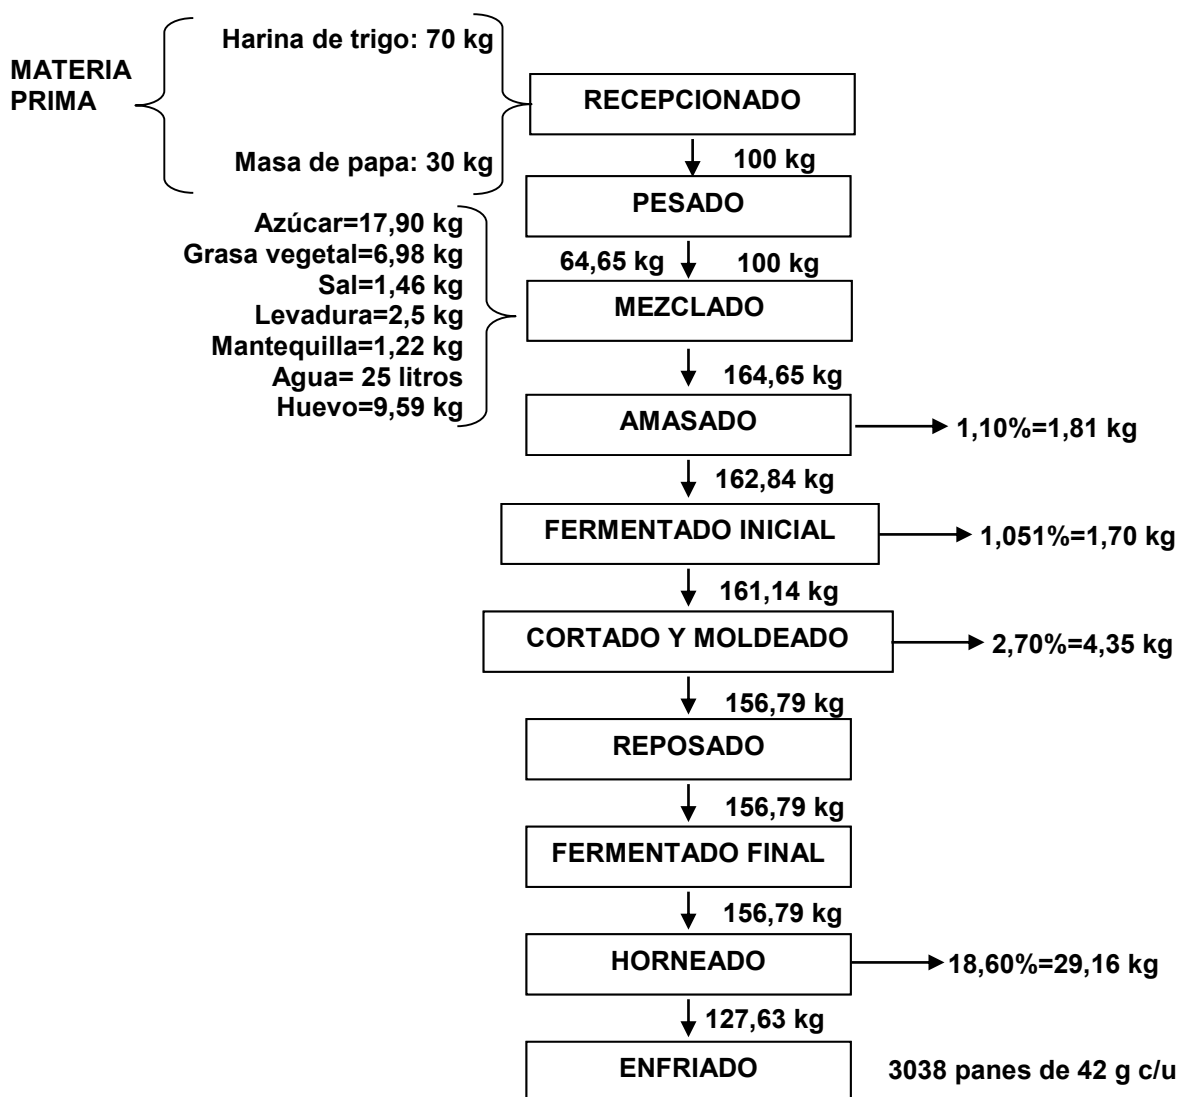 Harina de trigo: 70 kg
MATERIA
PRIMA
RECEPCIONADO
Masa de papa: 30 kg
100 kg
PESADO
Azúcar=17,90 kg
Grasa vegetal=6,98 kg
Sal=1,46 kg
Levadura=2,5 kg
Mantequilla=1,22 kg
Agua= 25 litros
Huevo=9,59 kg
64,65 kg
100 kg
MEZCLADO
164,65 kg
AMASADO
1,10%=1,81 kg
162,84 kg
FERMENTADO INICIAL
1,051%=1,70 kg
161,14 kg
CORTADO Y MOLDEADO
2,70%=4,35 kg
156,79 kg
REPOSADO
156,79 kg
FERMENTADO FINAL
156,79 kg
HORNEADO
18,60%=29,16 kg
127,63 kg
ENFRIADO
3038 panes de 42 g c/u